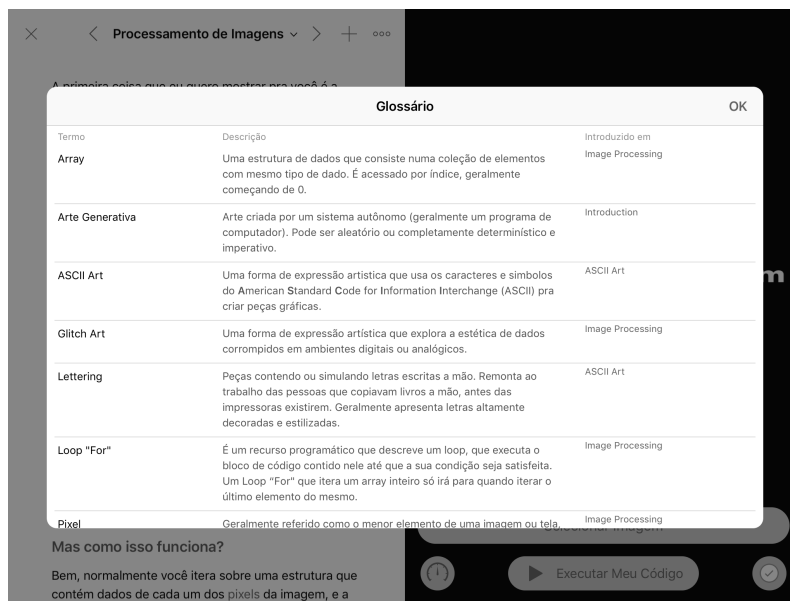 Processamento de Imagens
A primeira coisa que eu quero mostrar pra você é a
Glossário
OK
Termo
Descrição
Introduzido em
Array
Uma estrutura de dados que consiste numa coleção de elementos
com mesmo tipo de dado. É acessado por índice, geralmente
começando de 0.
Image Processing
Arte Generativa
Arte criada por um sistema autônomo (geralmente um programa de
computador). Pode ser aleatório ou completamente determinístico e
imperativo.
Introduction
ASCII Art
Uma forma de expressão artistica que usa os caracteres e simbolos
do American Standard Code for Information Interchange (ASCII) pra
criar peças gráficas.
ASCII Art
Glitch Art
Uma forma de expressão artística que explora a estética de dados
corrompidos em ambientes digitais ou analógicos.
Image Processing
Lettering
Peças contendo ou simulando letras escritas a mão. Remonta ao
trabalho das pessoas que copiavam livros a mão, antes das
impressoras existirem. Geralmente apresenta letras altamente
decoradas e estilizadas.
ASCII Art
Loop "For"
É um recurso programático que descreve um loop, que executa o
bloco de código contido nele até que a sua condição seja satisfeita.
Um Loop “For” que itera um array inteiro só irá para quando iterar o
último elemento do mesmo.
Image Processing
Pixel
Geralmente referido como o menor elemento de uma imagem ou tela,
Image Processing
m
Selecionar Imagem
Mas como isso funciona?
Bem, normalmente você itera sobre uma estrutura que
contém dados de cada um dos pixels da imagem, e a
Executar Meu Código